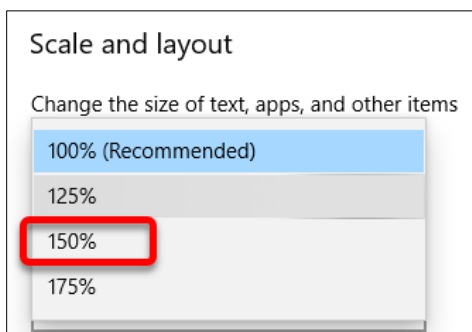 Scale and layout
Change the size of text, apps, and other items
100% (Recommended)
125%
150%
175%